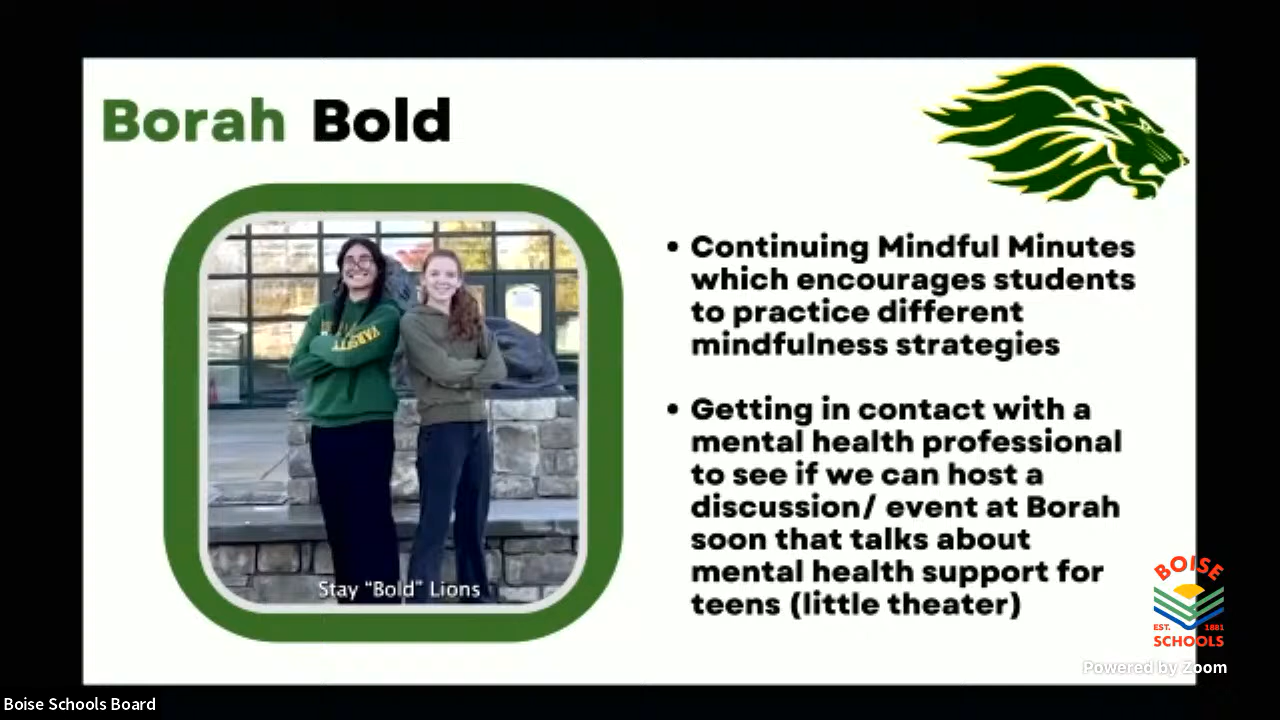 Borah Bold
Continuing Mindful Minutes
which encourages students
to practice different
mindfulness strategies
Getting in contact with a
mental health professional
to see if we can host a
discussion/ event at Borah
soon that talks about
mental health support for
teens (little theater)
VARSITY
Stay “Bold” Lions
BOISE
EST. 1881
SCHOOLS
Powered by Zoom
Boise Schools Board